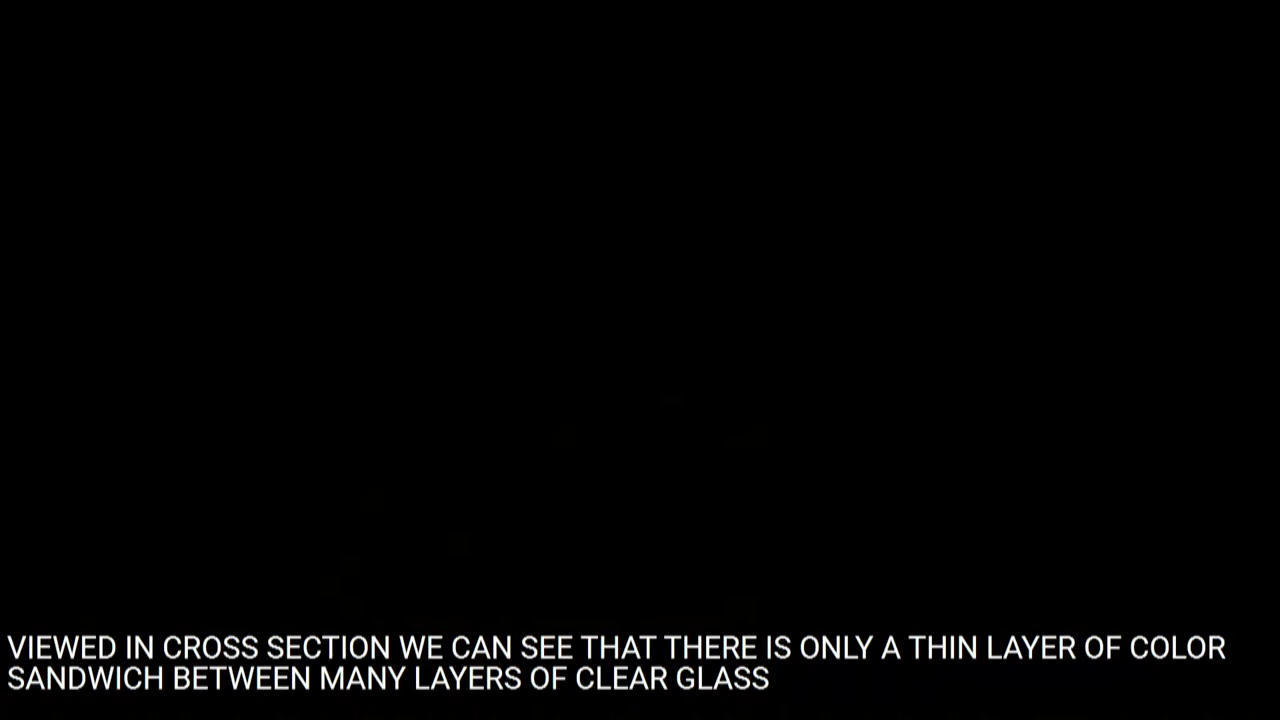 VIEWED IN CROSS SECTION WE CAN SEE THAT THERE IS ONLY A THIN LAYER OF COLOR
SANDWICH BETWEEN MANY LAYERS OF CLEAR GLASS